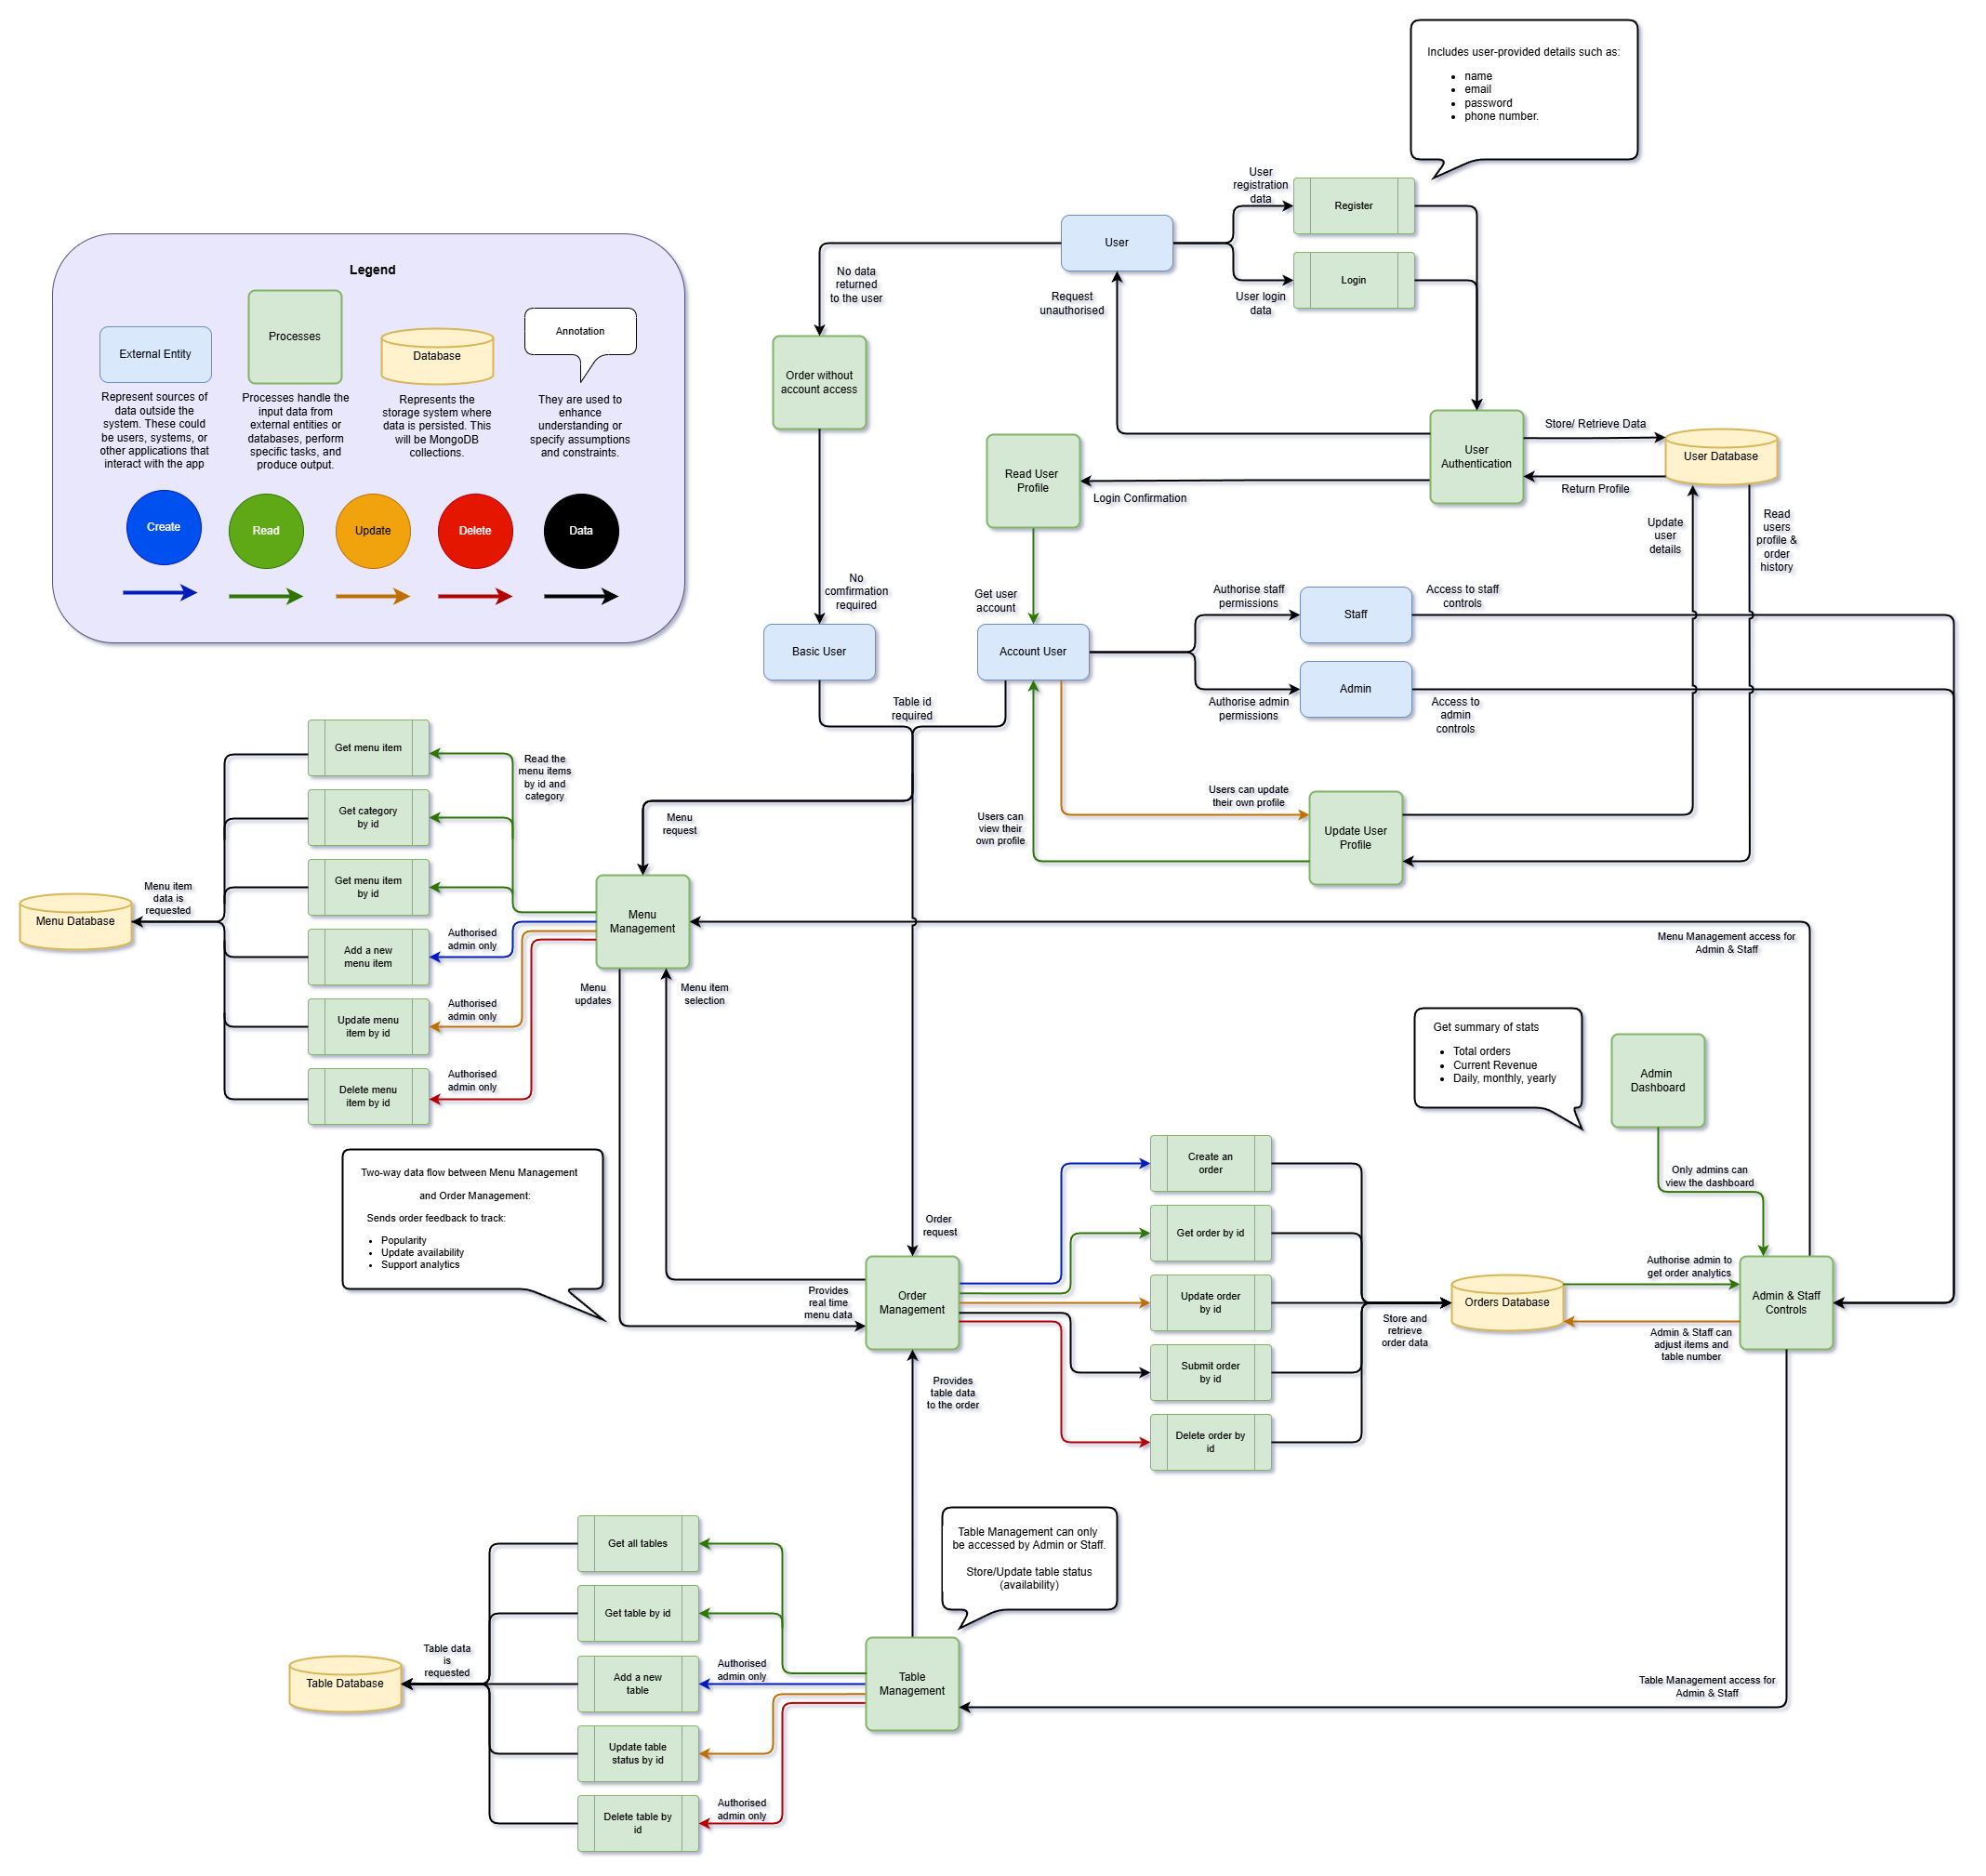 Includes user-provided details such as:
name
email
password
phone number.
User
registration
data
Register
User
Login
User login
data
No data
returned
to the user
Request
unauthorised
Legend
External Entity
Processes
Database
Annotation
Represent sources of
data outside the
system. These could
be users, systems, or
other applications that
interact with the app
Processes handle the
input data from
external entities or
databases, perform
specific tasks, and
produce output.
Represents the
storage system where
data is persisted. This
will be MongoDB
collections.
They are used to
enhance
understanding or
specify assumptions
and constraints.
Create
Read
Update
Delete
Data
Order without
account access
User
Authentication
Store/ Retrieve Data
User Database
Return Profile
Read User
Profile
Login Confirmation
Update
user
details
Read
users
profile &
order
history
No
comfirmation
required
Get user
account
Authorise staff
permissions
Staff
Access to staff
controls
Basic User
Account User
Admin
Authorise admin
permissions
Access to
admin
controls
Table id
required
Get menu item
Read the
menu items
by id and
category
Get category
by id
Menu
request
Users can
view their
own profile
Users can update
their own profile
Update User
Profile
Get menu item
by id
Menu item
data is
requested
Menu Database
Menu
Management
Authorised
admin only
Add a new
menu item
Menu Management access for
Admin & Staff
Menu
updates
Menu item
selection
Authorised
admin only
Update menu
item by id
Authorised
admin only
Delete menu
item by id
Get summary of stats
Total orders
Current Revenue
Daily, monthly, yearly
Admin
Dashboard
Two-way data flow between Menu Management
and Order Management:
Sends order feedback to track:
Popularity
Update availability
Support analytics
Create an
order
Only admins can
view the dashboard
Order
request
Get order by id
Provides
real time
menu data
Order
Management
Update order
by id
Orders Database
Authorise admin to
get order analytics
Admin & Staff
Controls
Store and
retrieve
order data
Admin & Staff can
adjust items and
table number
Submit order
by id
Provides
table data
to the order
Delete order by
id
Table Management can only
be accessed by Admin or Staff.
Store/Update table status
(availability)
Get all tables
Get table by id
Table data
is
requested
Table Database
Authorised
admin only
Add a new
table
Table
Management
Table Management access for
Admin & Staff
Update table
status by id
Authorised
admin only
Delete table by
id